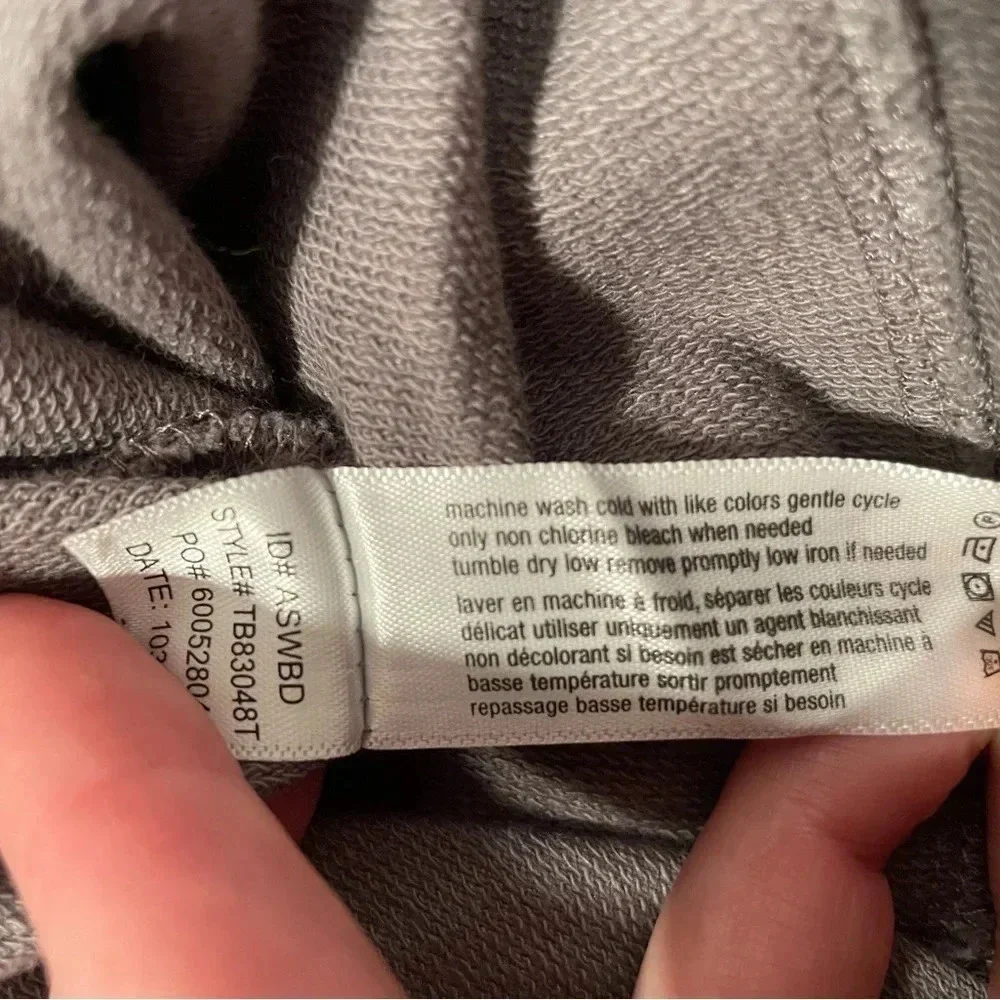 ID# ASWBD
STYLE# TB83048T
PO# 6005280
DATE: 103
machine wash cold with like colors gentle cycle
only non chlorine bleach when needed
tumble dry low remove promptly low iron if needed
laver en machine à froid, séparer les couleurs cycle
délicat utiliser uniquement un agent blanchissant
non décolorant si besoin est sécher en machine à
basse température sortir promptement
repassage basse température si besoin